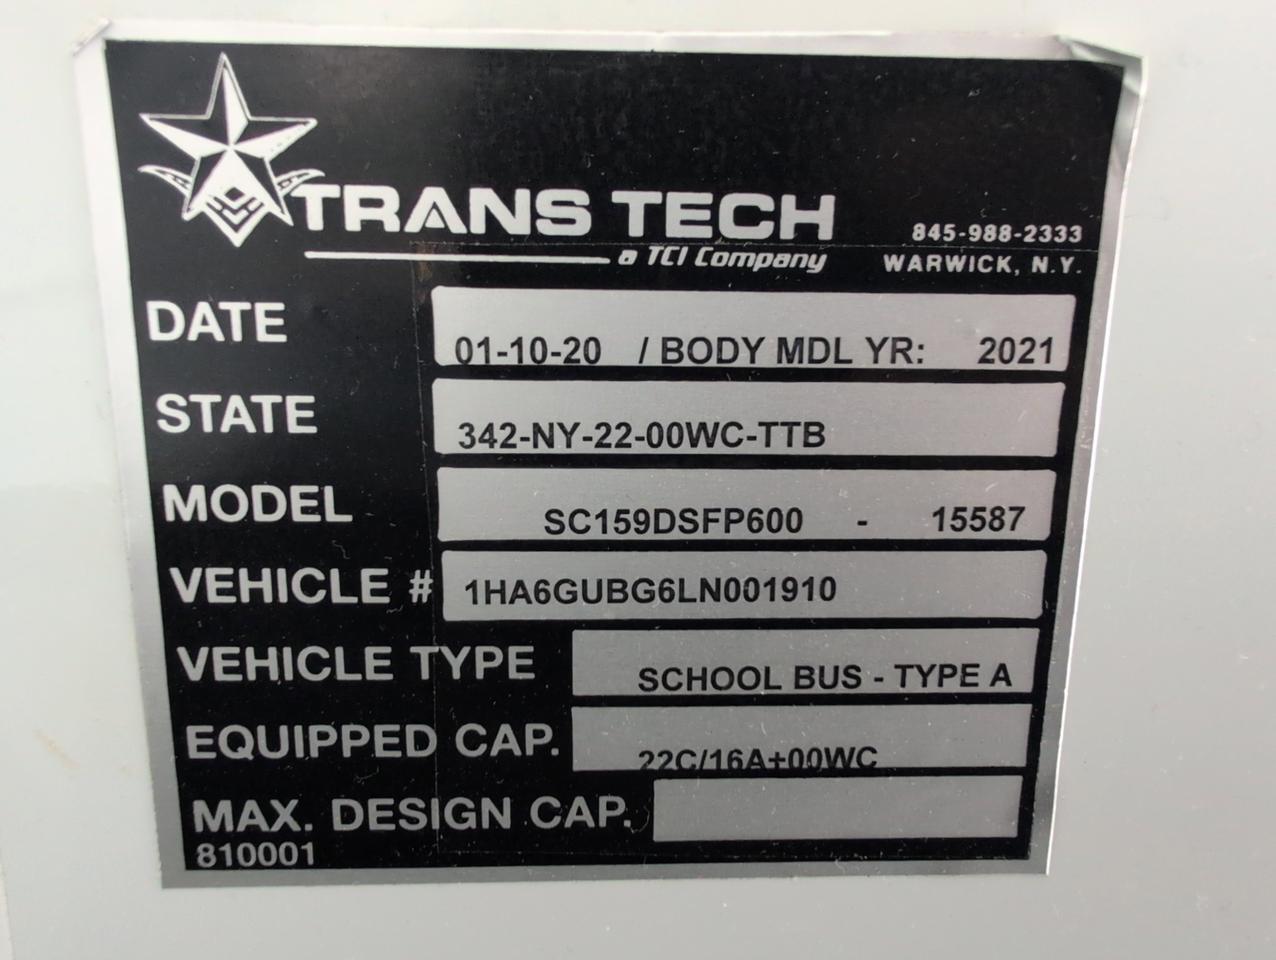 TRANS TECH
a TCI Company
845-988-2333
WARWICK, N.Y.
DATE 01-10-20 / BODY MDL YR: 2021
STATE 342-NY-22-00WC-TTB
MODEL SC159DSFP600 - 15587
VEHICLE # 1HA6GUBG6LN001910
VEHICLE TYPE SCHOOL BUS - TYPE A
EQUIPPED CAP. 22C/16A+00WC
MAX. DESIGN CAP.
810001